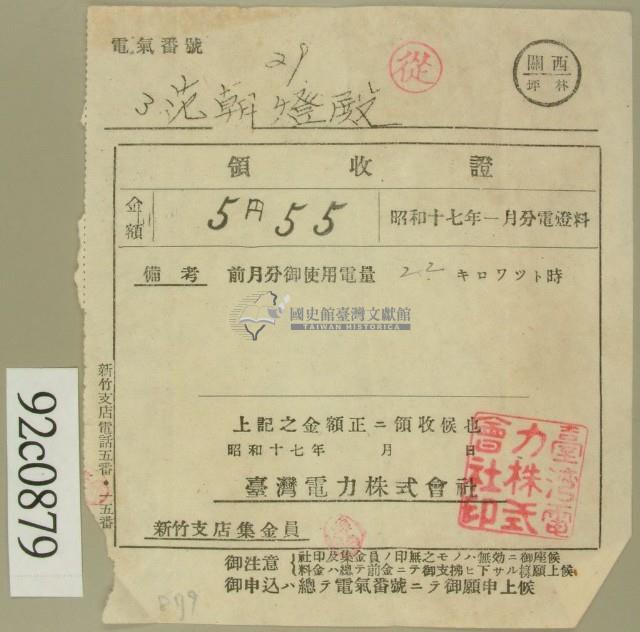 電氣番號
29
從
西關
林坪
3 范朝燈殿
領收證
金額 5円55 昭和十七年一月分電燈料
備考 前月分御使用電量 22 キロワット時
國史館臺灣文獻館
TAIWAN HISTORICA
上記之金額正ニ領收候也
昭和十七年 月 日
臺灣電力株式會社
臺灣電力株式會社印
新竹支店集金員
御注意
社印及集金員ノ印無之モノハ無効ニ御座候
料金ハ總テ前金ニテ御支拂ヒ下サル樣願上候
御申込ハ總テ電氣番號ニテ御願申上候
新竹支店電話五番・一五番
879
92c0879